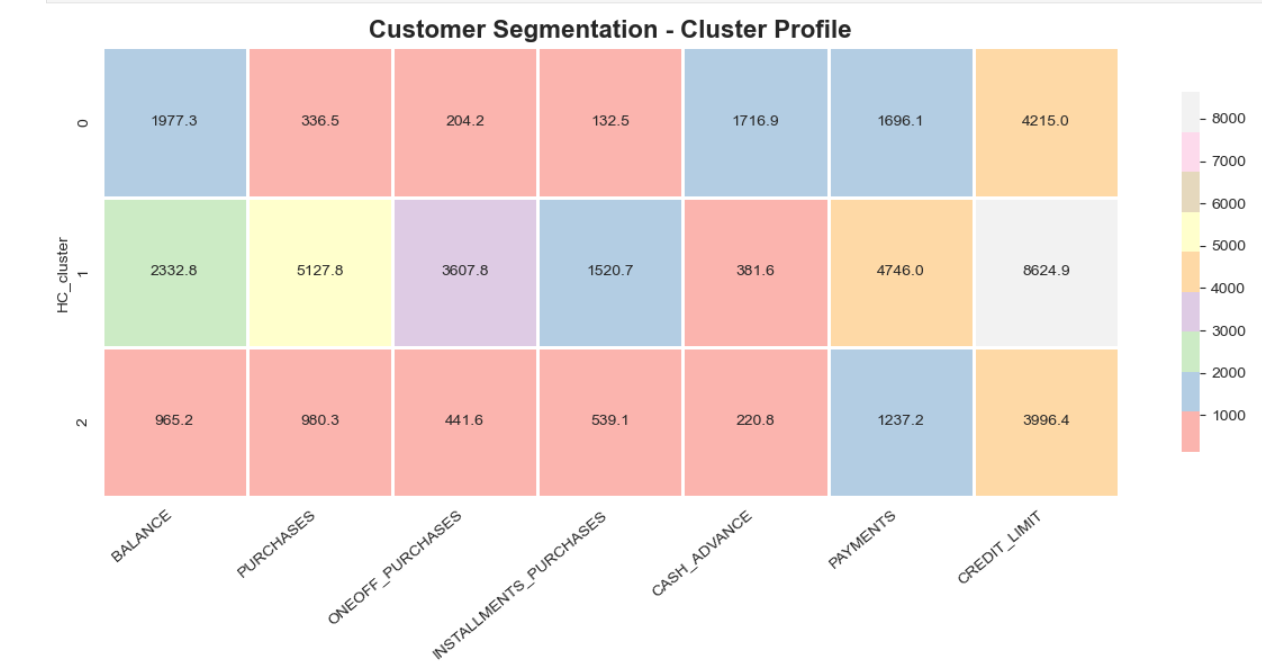 Customer Segmentation - Cluster Profile
0 1977.3 336.5 204.2 132.5 1716.9 1696.1 4215.0
HC_cluster
1 2332.8 5127.8 3607.8 1520.7 381.6 4746.0 8624.9
2 965.2 980.3 441.6 539.1 220.8 1237.2 3996.4
BALANCE
PURCHASES
ONEOFF_PURCHASES
INSTALLMENTS_PURCHASES
CASH_ADVANCE
PAYMENTS
CREDIT_LIMIT
8000
7000
6000
5000
4000
3000
2000
1000